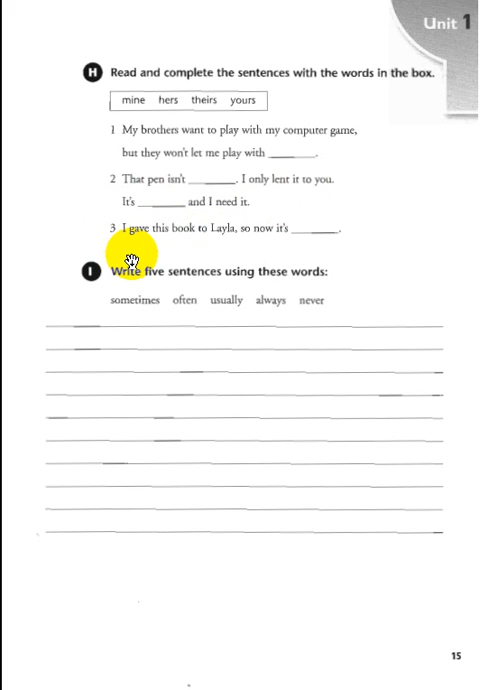 Unit 1
H Read and complete the sentences with the words in the box.
mine hers theirs yours
1 My brothers want to play with my computer game,
but they won't let me play with ________.
2 That pen isn't ________. I only lent it to you.
It's ________ and I need it.
3 I gave this book to Layla, so now it's ________.
I Write five sentences using these words:
sometimes often usually always never
15